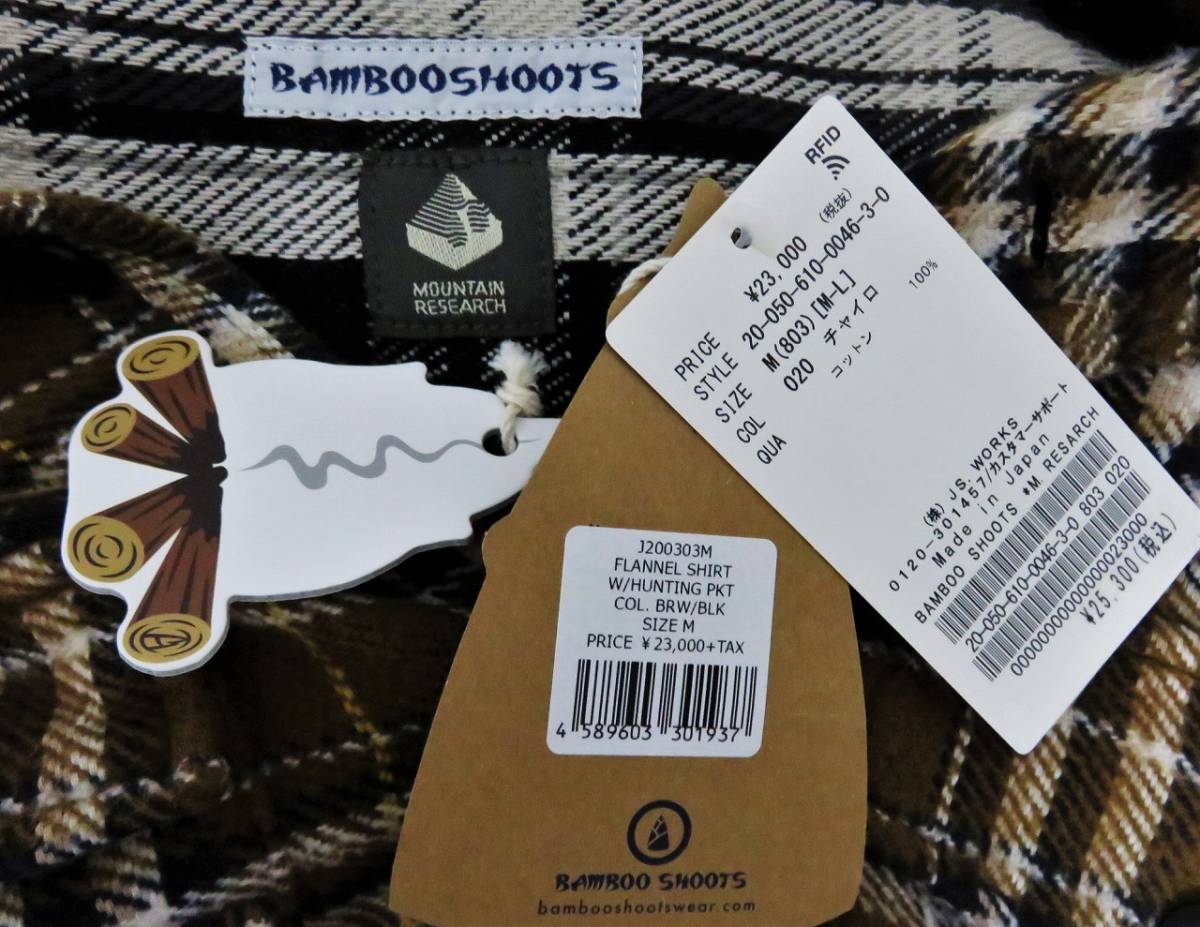 BAMBOOSHOOTS
MOUNTAIN
RESEARCH
RFID
(税抜)
PRICE ¥23,000
STYLE 20-050-610-0046-3-0
SIZE M(803)[M-L]
COL 020 チャイロ
QUA コットン 100%
(株) JS. WORKS
0120-301457/カスタマーサポート
Made in Japan
BAMBOO SHOOTS *M. RESARCH
20-050-610-0046-3-0 803 020
¥25,300(税込)
J200303M
FLANNEL SHIRT
W/HUNTING PKT
COL. BRW/BLK
SIZE M
PRICE ¥23,000+TAX
4 589603 301937
BAMBOO SHOOTS
bambooshootswear.com